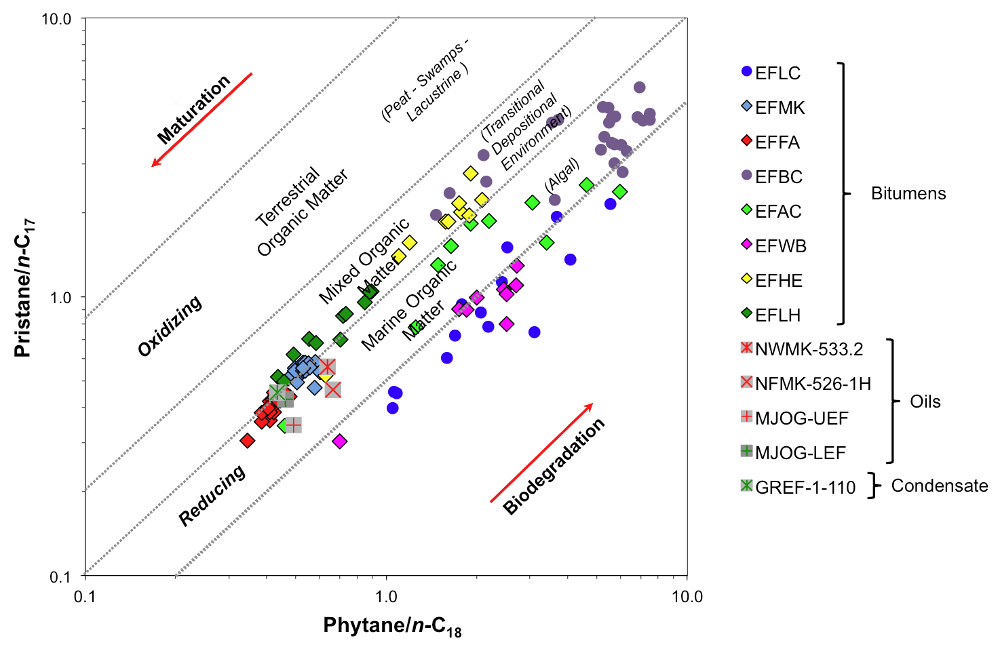 10.0
1.0
0.1
0.1
1.0
10.0
Pristane/n-C17
Phytane/n-C18
Maturation
Oxidizing
Reducing
Biodegradation
Terrestrial
Organic Matter
(Peat - Swamps -
Lacustrine )
Mixed Organic
Matter
(Transitional
Depositional
Environment)
Marine Organic
Matter
(Algal)
EFLC
EFMK
EFFA
EFBC
EFAC
EFWB
EFHE
EFLH
NWMK-533.2
NFMK-526-1H
MJOG-UEF
MJOG-LEF
GREF-1-110
Bitumens
Oils
Condensate